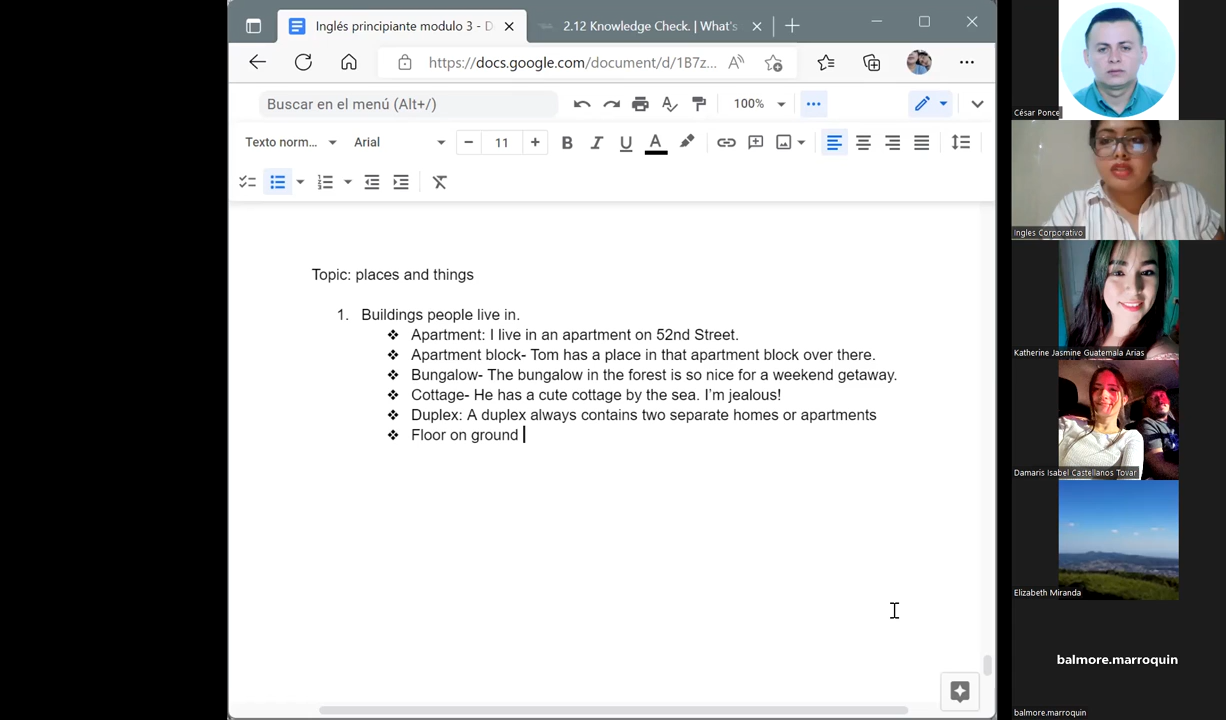 Inglés principiante modulo 3 - D
2.12 Knowledge Check. | What's
https://docs.google.com/document/d/1B7z...
Buscar en el menú (Alt+/)
100%
Texto norm...
Arial
11
B I U A
Topic: places and things
1. Buildings people live in.
❖ Apartment: I live in an apartment on 52nd Street.
❖ Apartment block- Tom has a place in that apartment block over there.
❖ Bungalow- The bungalow in the forest is so nice for a weekend getaway.
❖ Cottage- He has a cute cottage by the sea. I'm jealous!
❖ Duplex: A duplex always contains two separate homes or apartments
❖ Floor on ground
César Ponce
Ingles Corporativo
Katherine Jasmine Guatemala Arias
Damaris Isabel Castellanos Tovar
Elizabeth Miranda
balmore.marroquin
balmore.marroquin